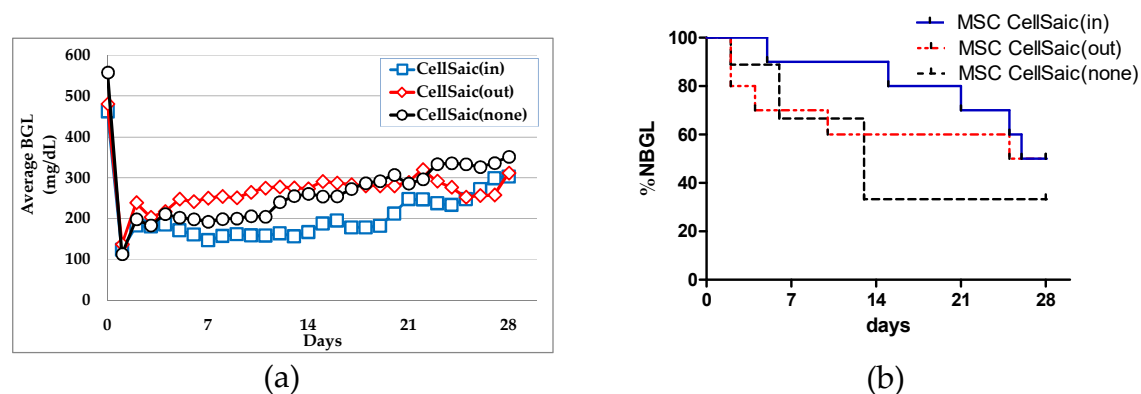 600
500
400
300
200
100
0
Average BGL
(mg/dL)
0 7 14 21 28
Days
CellSaic(in)
CellSaic(out)
CellSaic(none)
(a)
MSC CellSaic(in)
MSC CellSaic(out)
MSC CellSaic(none)
100
80
60
40
20
0
%NBGL
0 7 14 21 28
days
(b)